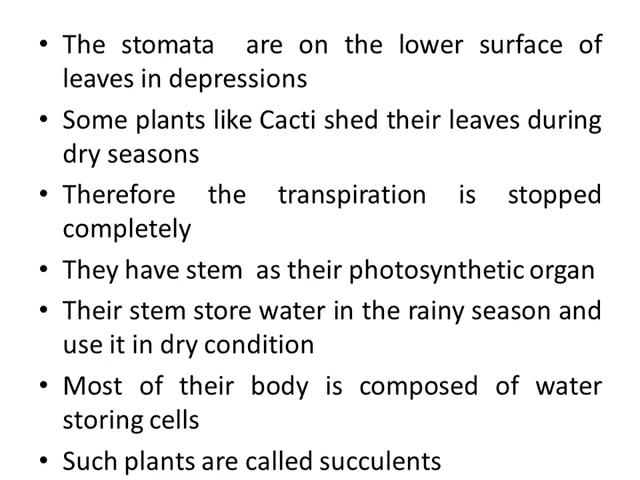 • The stomata are on the lower surface of
leaves in depressions
• Some plants like Cacti shed their leaves during
dry seasons
• Therefore the transpiration is stopped
completely
• They have stem as their photosynthetic organ
• Their stem store water in the rainy season and
use it in dry condition
• Most of their body is composed of water
storing cells
• Such plants are called succulents